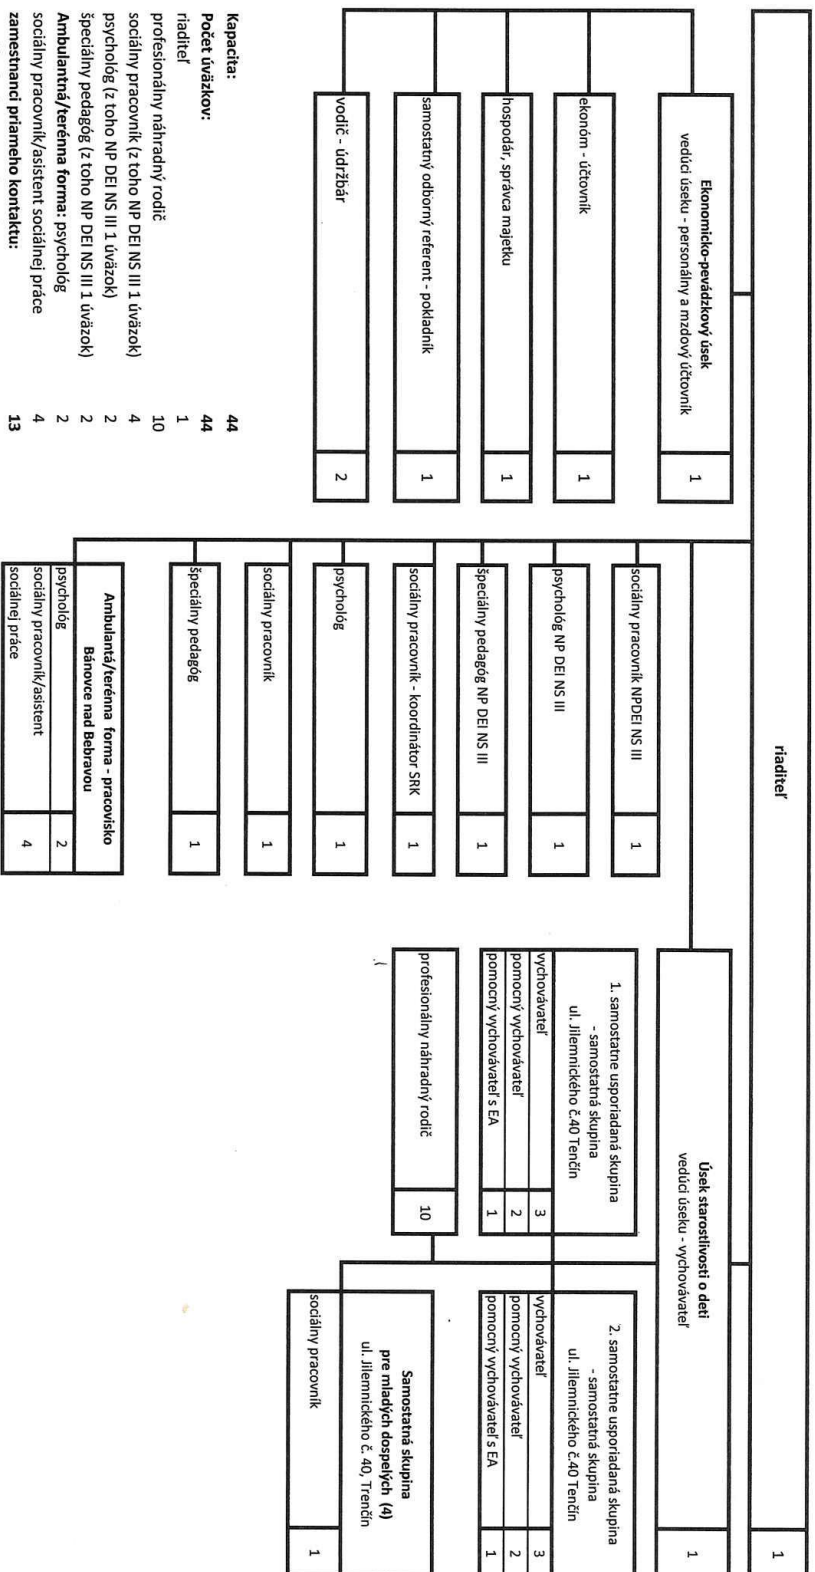 riaditeľ 1
Ekonomicko-pevádzkový úsek
vedúci úseku - personálny a mzdový účtovník 1
ekonóm - účtovník 1
hospodár, správca majetku 1
samostatný odborný referent - pokladník 1
vodič - údržbár 2
sociálny pracovník NPDEI NS III 1
psychológ NP DEI NS III 1
špeciálny pedagóg NP DEI NS III 1
sociálny pracovník - koordinátor SRK 1
psychológ 1
sociálny pracovník 1
špeciálny pedagóg 1
Ambulantá/terénna forma - pracovisko
Bánovce nad Bebravou
psychológ 2
sociálny pracovník/asistent
sociálnej práce 4
Úsek starostlivosti o deti
vedúci úseku - vychovávateľ 1
1. samostatne usporiadaná skupina
- samostatná skupina
ul. Jilemnického č.40 Tenčín
vychovávateľ 3
pomocný vychovávateľ 2
pomocný vychovávateľ s EA 1
2. samostatne usporiadaná skupina
- samostatná skupina
ul. Jilemnického č.40 Tenčín
vychovávateľ 3
pomocný vychovávateľ 2
pomocný vychovávateľ s EA 1
profesionálny náhradný rodič 10
Samostatná skupina
pre mladých dospelých (4)
ul. Jilemnického č. 40, Trenčín
sociálny pracovník 1
Kapacita: 44
Počet úväzkov: 44
riaditeľ 1
profesionálny náhradný rodič 10
sociálny pracovník (z toho NP DEI NS III 1 úväzok) 4
psychológ (z toho NP DEI NS III 1 úväzok) 2
špeciálny pedagóg (z toho NP DEI NS III 1 úväzok) 2
Ambulantná/terénna forma: psychológ 2
sociálny pracovník/asistent sociálnej práce 4
zamestnanci priameho kontaktu: 13